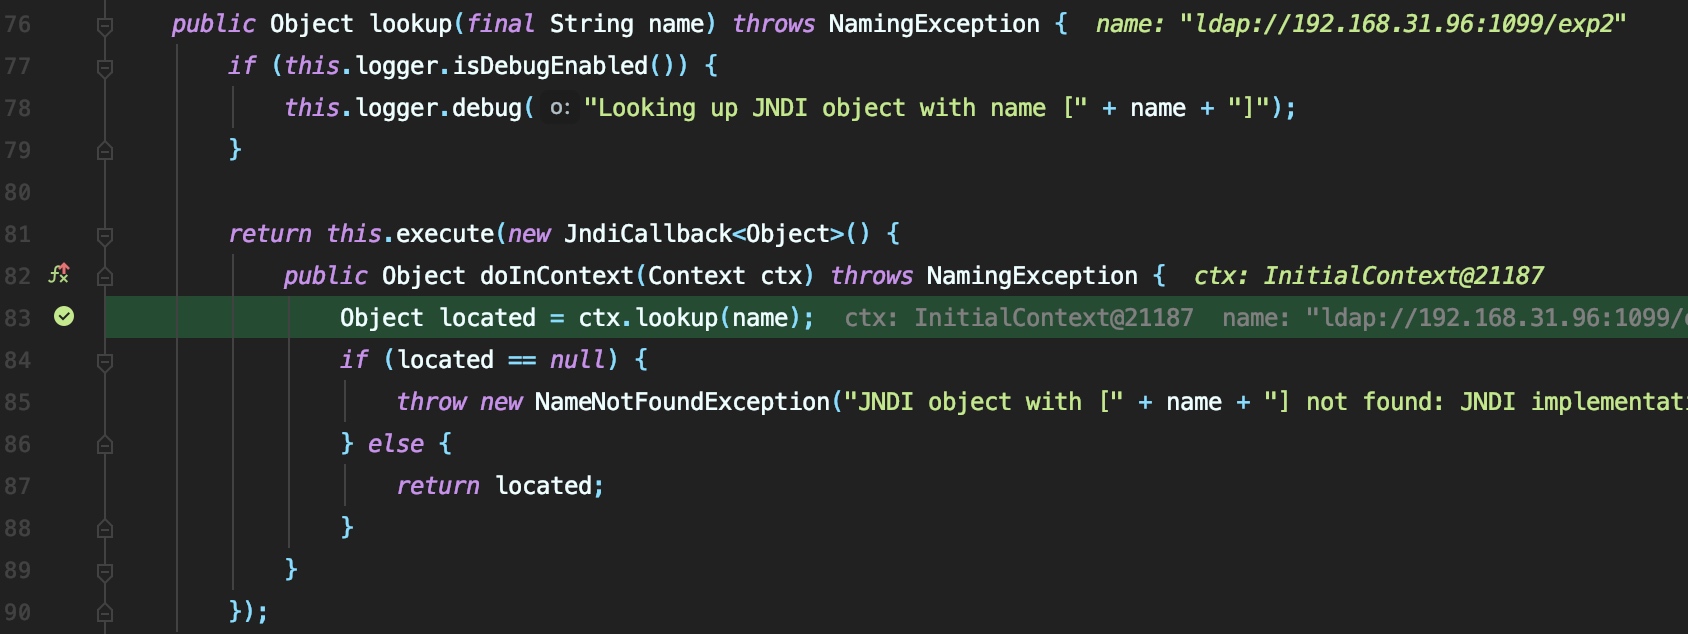 76 public Object lookup(final String name) throws NamingException { name: "ldap://192.168.31.96:1099/exp2"
77 if (this.logger.isDebugEnabled()) {
78 this.logger.debug( o: "Looking up JNDI object with name [" + name + "]");
79 }
80
81 return this.execute(new JndiCallback<Object>() {
82 public Object doInContext(Context ctx) throws NamingException { ctx: InitialContext@21187
83 Object located = ctx.lookup(name); ctx: InitialContext@21187 name: "ldap://192.168.31.96:1099/
84 if (located == null) {
85 throw new NameNotFoundException("JNDI object with [" + name + "] not found: JNDI implementati
86 } else {
87 return located;
88 }
89 }
90 });